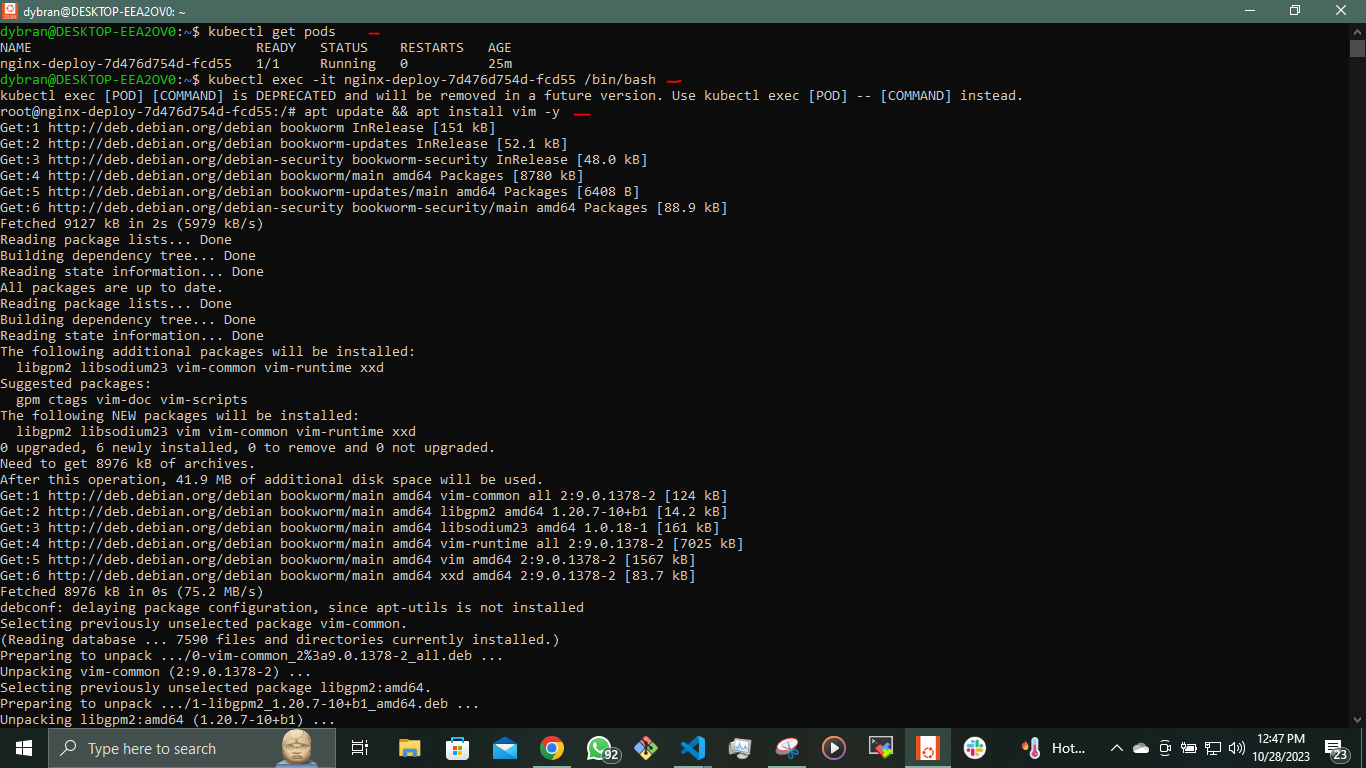 dybran@DESKTOP-EEA2OV0: ~
dybran@DESKTOP-EEA2OV0:~$ kubectl get pods
NAME                            READY   STATUS    RESTARTS   AGE
nginx-deploy-7d476d754d-fcd55   1/1     Running   0          25m
dybran@DESKTOP-EEA2OV0:~$ kubectl exec -it nginx-deploy-7d476d754d-fcd55 /bin/bash
kubectl exec [POD] [COMMAND] is DEPRECATED and will be removed in a future version. Use kubectl exec [POD] -- [COMMAND] instead.
root@nginx-deploy-7d476d754d-fcd55:/# apt update && apt install vim -y
Get:1 http://deb.debian.org/debian bookworm InRelease [151 kB]
Get:2 http://deb.debian.org/debian bookworm-updates InRelease [52.1 kB]
Get:3 http://deb.debian.org/debian-security bookworm-security InRelease [48.0 kB]
Get:4 http://deb.debian.org/debian bookworm/main amd64 Packages [8780 kB]
Get:5 http://deb.debian.org/debian bookworm-updates/main amd64 Packages [6408 B]
Get:6 http://deb.debian.org/debian-security bookworm-security/main amd64 Packages [88.9 kB]
Fetched 9127 kB in 2s (5979 kB/s)
Reading package lists... Done
Building dependency tree... Done
Reading state information... Done
All packages are up to date.
Reading package lists... Done
Building dependency tree... Done
Reading state information... Done
The following additional packages will be installed:
  libgpm2 libsodium23 vim-common vim-runtime xxd
Suggested packages:
  gpm ctags vim-doc vim-scripts
The following NEW packages will be installed:
  libgpm2 libsodium23 vim vim-common vim-runtime xxd
0 upgraded, 6 newly installed, 0 to remove and 0 not upgraded.
Need to get 8976 kB of archives.
After this operation, 41.9 MB of additional disk space will be used.
Get:1 http://deb.debian.org/debian bookworm/main amd64 vim-common all 2:9.0.1378-2 [124 kB]
Get:2 http://deb.debian.org/debian bookworm/main amd64 libgpm2 amd64 1.20.7-10+b1 [14.2 kB]
Get:3 http://deb.debian.org/debian bookworm/main amd64 libsodium23 amd64 1.0.18-1 [161 kB]
Get:4 http://deb.debian.org/debian bookworm/main amd64 vim-runtime all 2:9.0.1378-2 [7025 kB]
Get:5 http://deb.debian.org/debian bookworm/main amd64 vim amd64 2:9.0.1378-2 [1567 kB]
Get:6 http://deb.debian.org/debian bookworm/main amd64 xxd amd64 2:9.0.1378-2 [83.7 kB]
Fetched 8976 kB in 0s (75.2 MB/s)
debconf: delaying package configuration, since apt-utils is not installed
Selecting previously unselected package vim-common.
(Reading database ... 7590 files and directories currently installed.)
Preparing to unpack .../0-vim-common_2%3a9.0.1378-2_all.deb ...
Unpacking vim-common (2:9.0.1378-2) ...
Selecting previously unselected package libgpm2:amd64.
Preparing to unpack .../1-libgpm2_1.20.7-10+b1_amd64.deb ...
Unpacking libgpm2:amd64 (1.20.7-10+b1) ...
Type here to search
92
Hot...
12:47 PM
10/28/2023
23